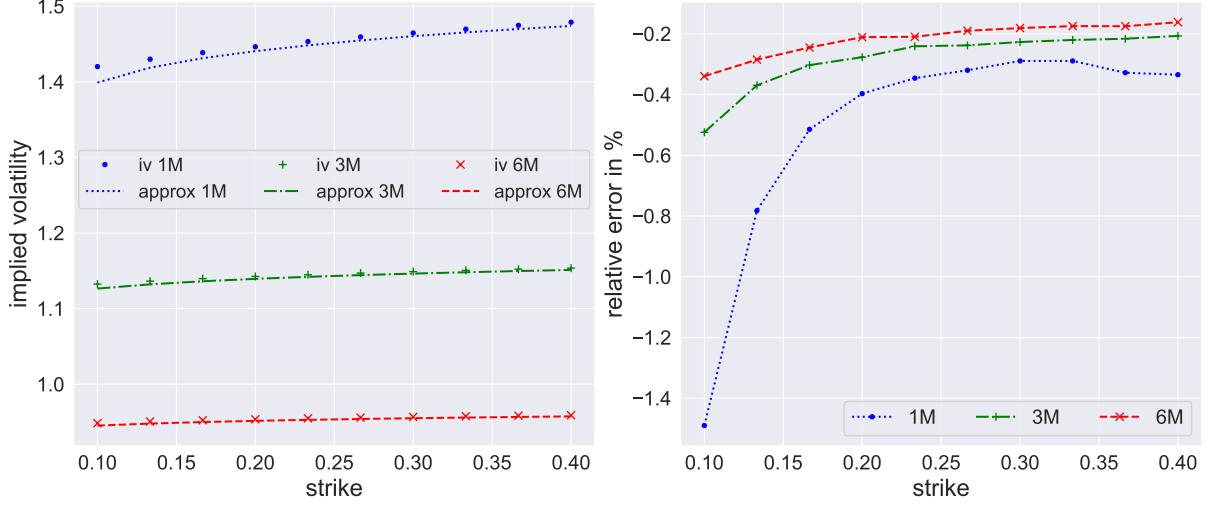 1.5
1.4
1.3
1.2
1.1
1.0
implied volatility
iv 1M iv 3M iv 6M
approx 1M approx 3M approx 6M
0.10 0.15 0.20 0.25 0.30 0.35 0.40
strike
−0.2
−0.4
−0.6
−0.8
−1.0
−1.2
−1.4
relative error in %
1M 3M 6M
0.10 0.15 0.20 0.25 0.30 0.35 0.40
strike